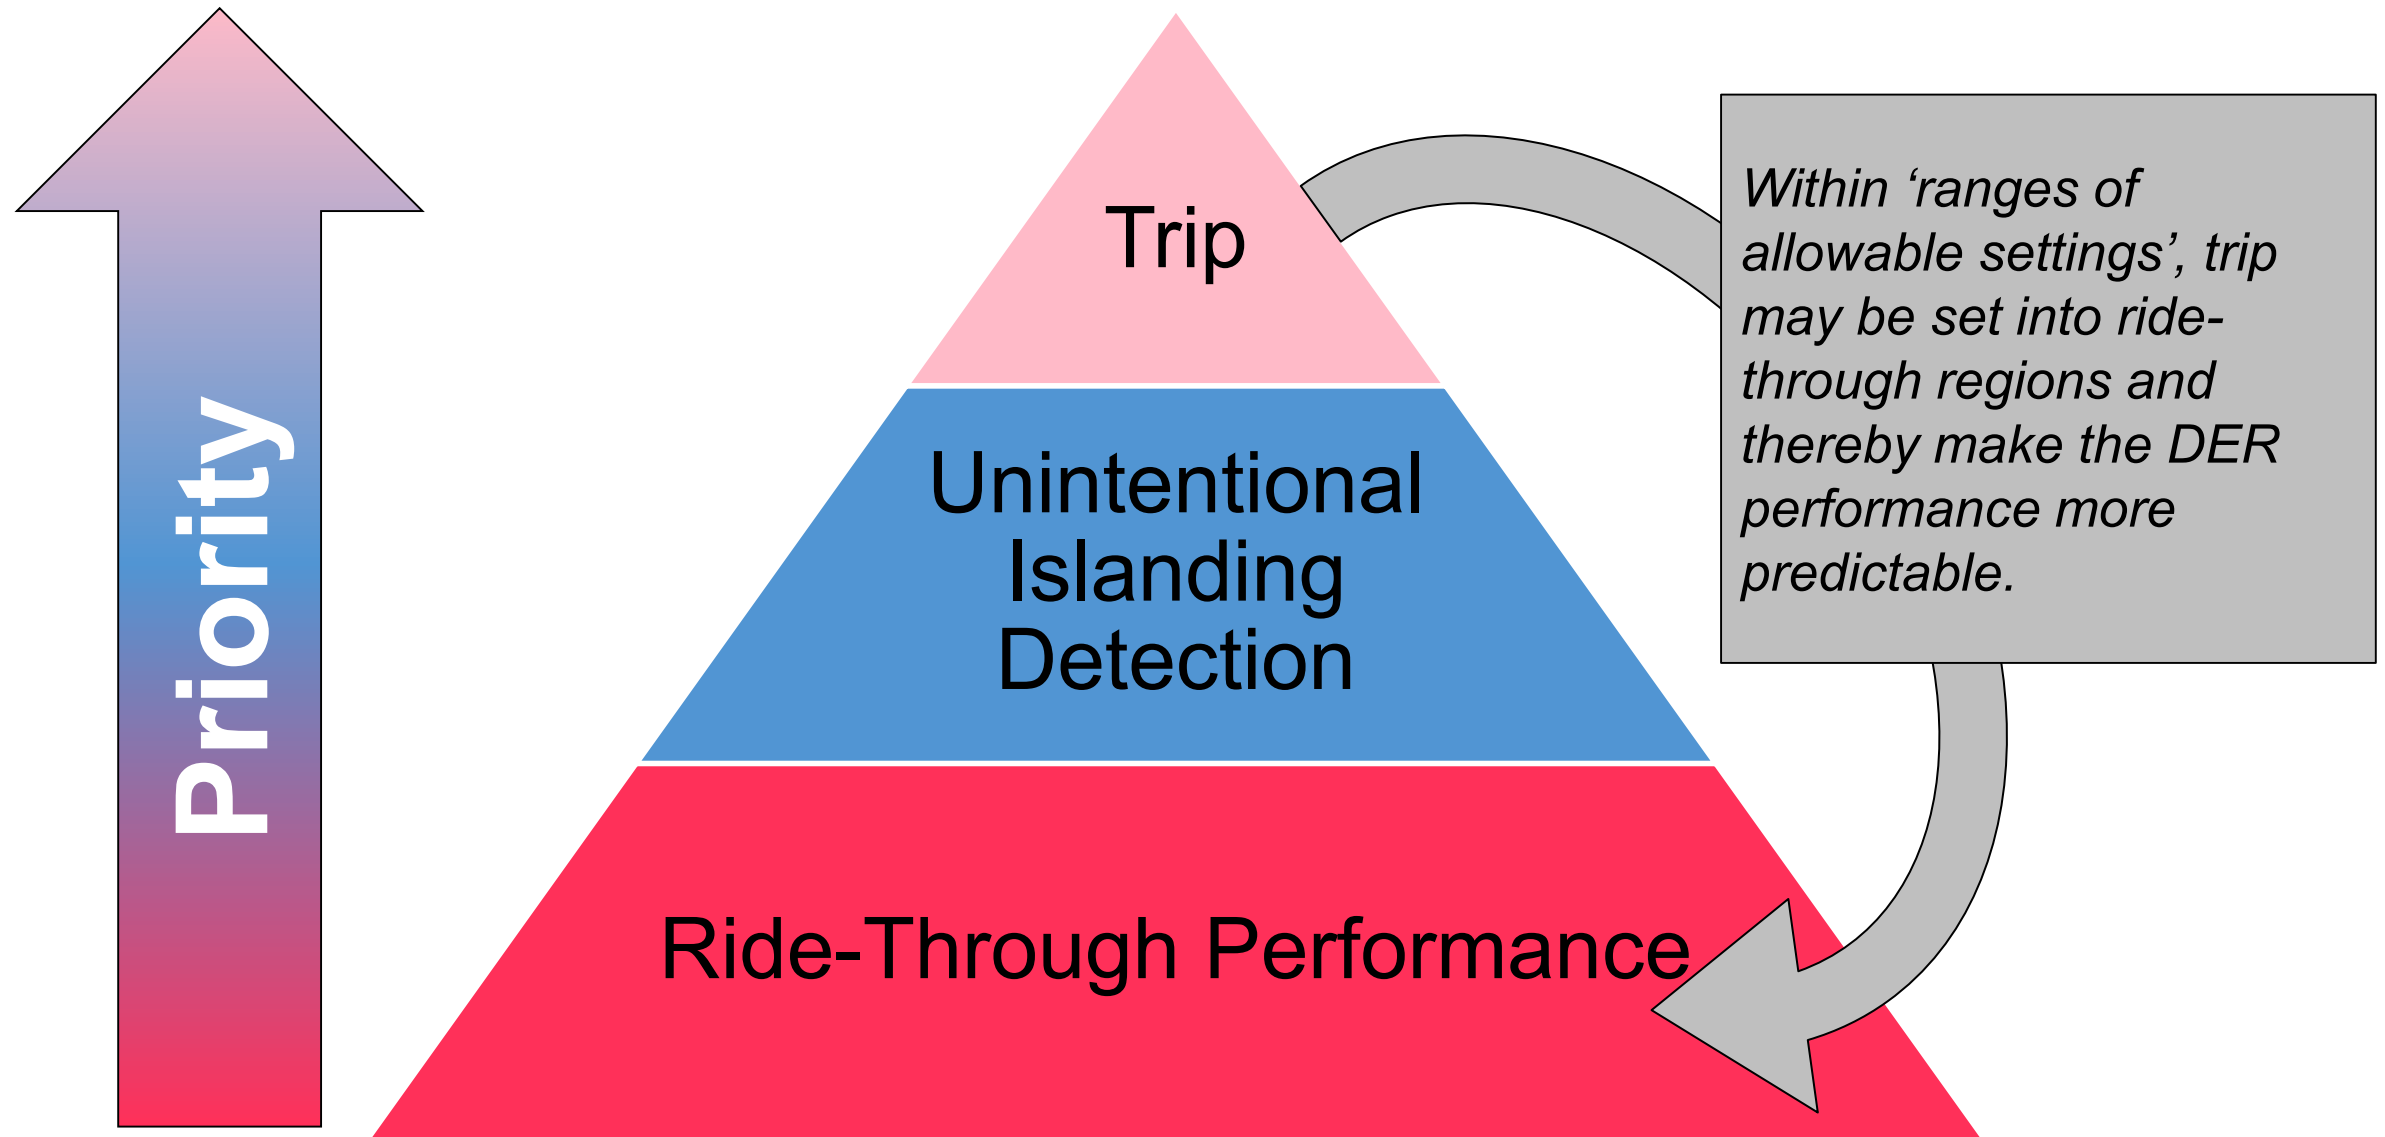 Priority
Trip
Unintentional
Islanding
Detection
Ride-Through Performance
Within ‘ranges of
allowable settings’, trip
may be set into ride-
through regions and
thereby make the DER
performance more
predictable.